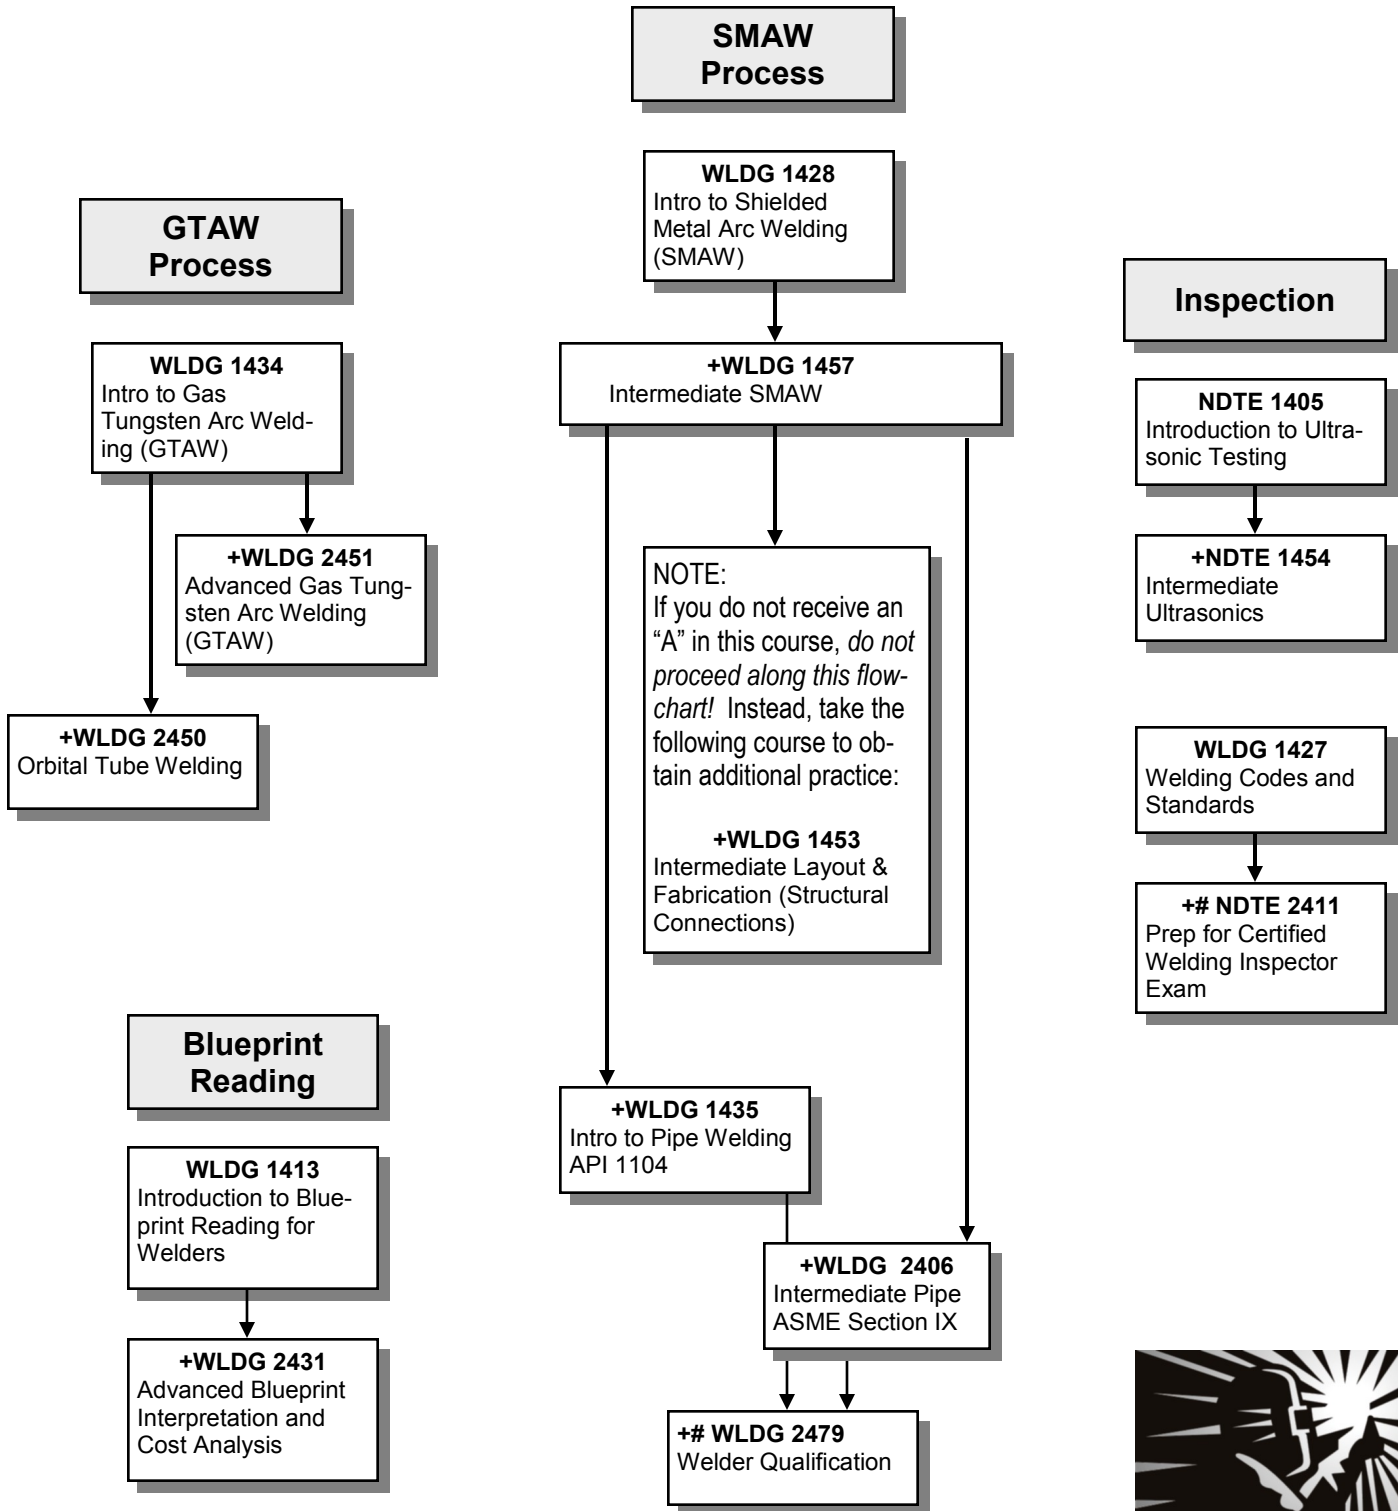 SMAW
Process
WLDG 1428
Intro to Shielded
Metal Arc Welding
(SMAW)
+WLDG 1457
Intermediate SMAW
NOTE:
If you do not receive an
“A” in this course, do not
proceed along this flow-
chart! Instead, take the
following course to ob-
tain additional practice:
+WLDG 1453
Intermediate Layout &
Fabrication (Structural
Connections)
+WLDG 1435
Intro to Pipe Welding
API 1104
+WLDG 2406
Intermediate Pipe
ASME Section IX
+# WLDG 2479
Welder Qualification
GTAW
Process
WLDG 1434
Intro to Gas
Tungsten Arc Weld-
ing (GTAW)
+WLDG 2451
Advanced Gas Tung-
sten Arc Welding
(GTAW)
+WLDG 2450
Orbital Tube Welding
Blueprint
Reading
WLDG 1413
Introduction to Blue-
print Reading for
Welders
+WLDG 2431
Advanced Blueprint
Interpretation and
Cost Analysis
Inspection
NDTE 1405
Introduction to Ultra-
sonic Testing
+NDTE 1454
Intermediate
Ultrasonics
WLDG 1427
Welding Codes and
Standards
+# NDTE 2411
Prep for Certified
Welding Inspector
Exam